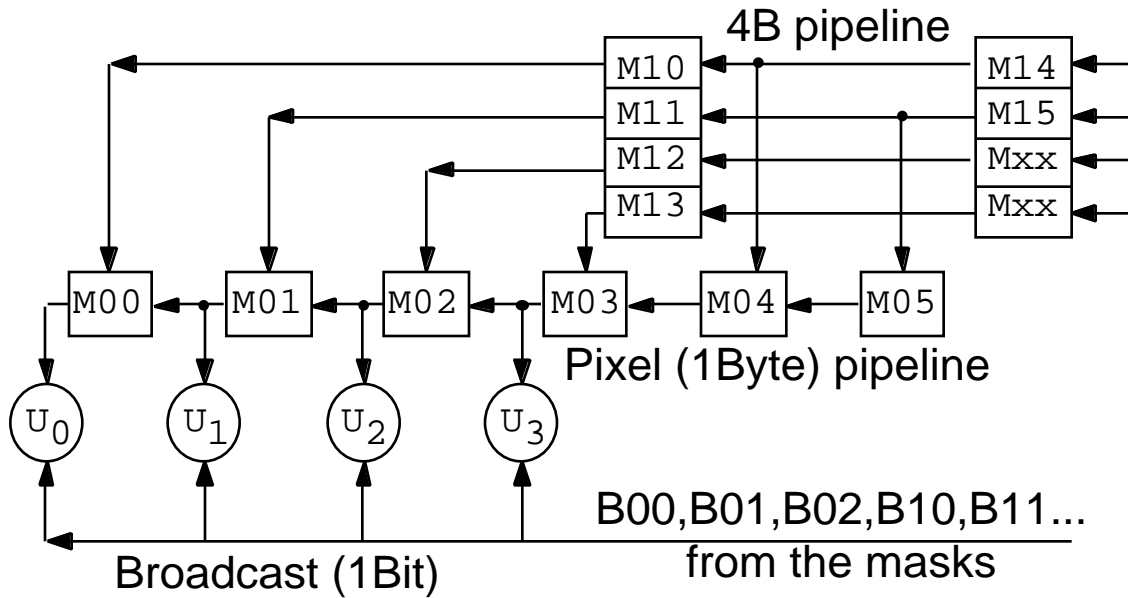 4B pipeline
M10
M14
M11
M15
M12
Mxx
M13
Mxx
M00
M01
M02
M03
M04
M05
Pixel (1Byte) pipeline
U0
U1
U2
U3
B00,B01,B02,B10,B11...
from the masks
Broadcast (1Bit)